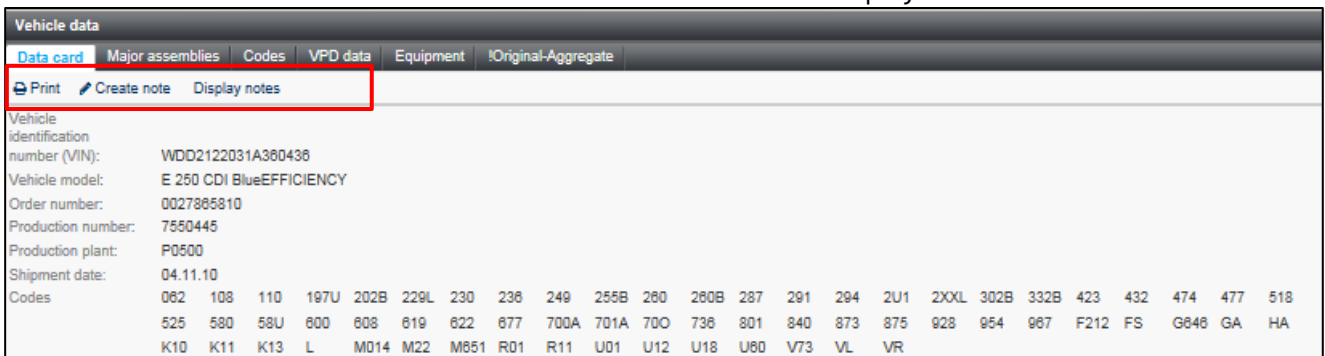 Vehicle data
Data card Major assemblies Codes VPD data Equipment !Original-Aggregate
Print Create note Display notes
Vehicle
identification
number (VIN): WDD2122031A360436
Vehicle model: E 250 CDI BlueEFFICIENCY
Order number: 0027865810
Production number: 7550445
Production plant: P0500
Shipment date: 04.11.10
Codes 062 108 110 197U 202B 229L 230 236 249 255B 260 260B 287 291 294 2U1 2XXL 302B 332B 423 432 474 477 518
525 580 58U 600 608 619 622 677 700A 701A 70O 736 801 840 873 875 928 954 967 F212 FS G646 GA HA
K10 K11 K13 L M014 M22 M651 R01 R11 U01 U12 U18 U60 V73 VL VR